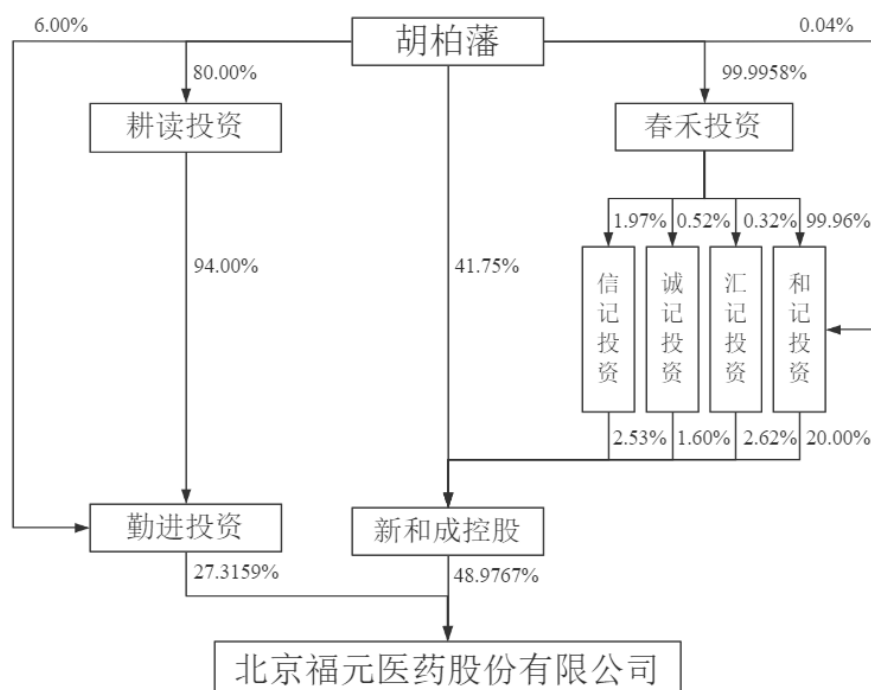 6.00%
胡柏藩
0.04%
80.00%
99.9958%
耕读投资
春禾投资
1.97%
0.52%
0.32%
99.96%
94.00%
41.75%
信记投资
诚记投资
汇记投资
和记投资
2.53%
1.60%
2.62%
20.00%
勤进投资
新和成控股
27.3159%
48.9767%
北京福元医药股份有限公司